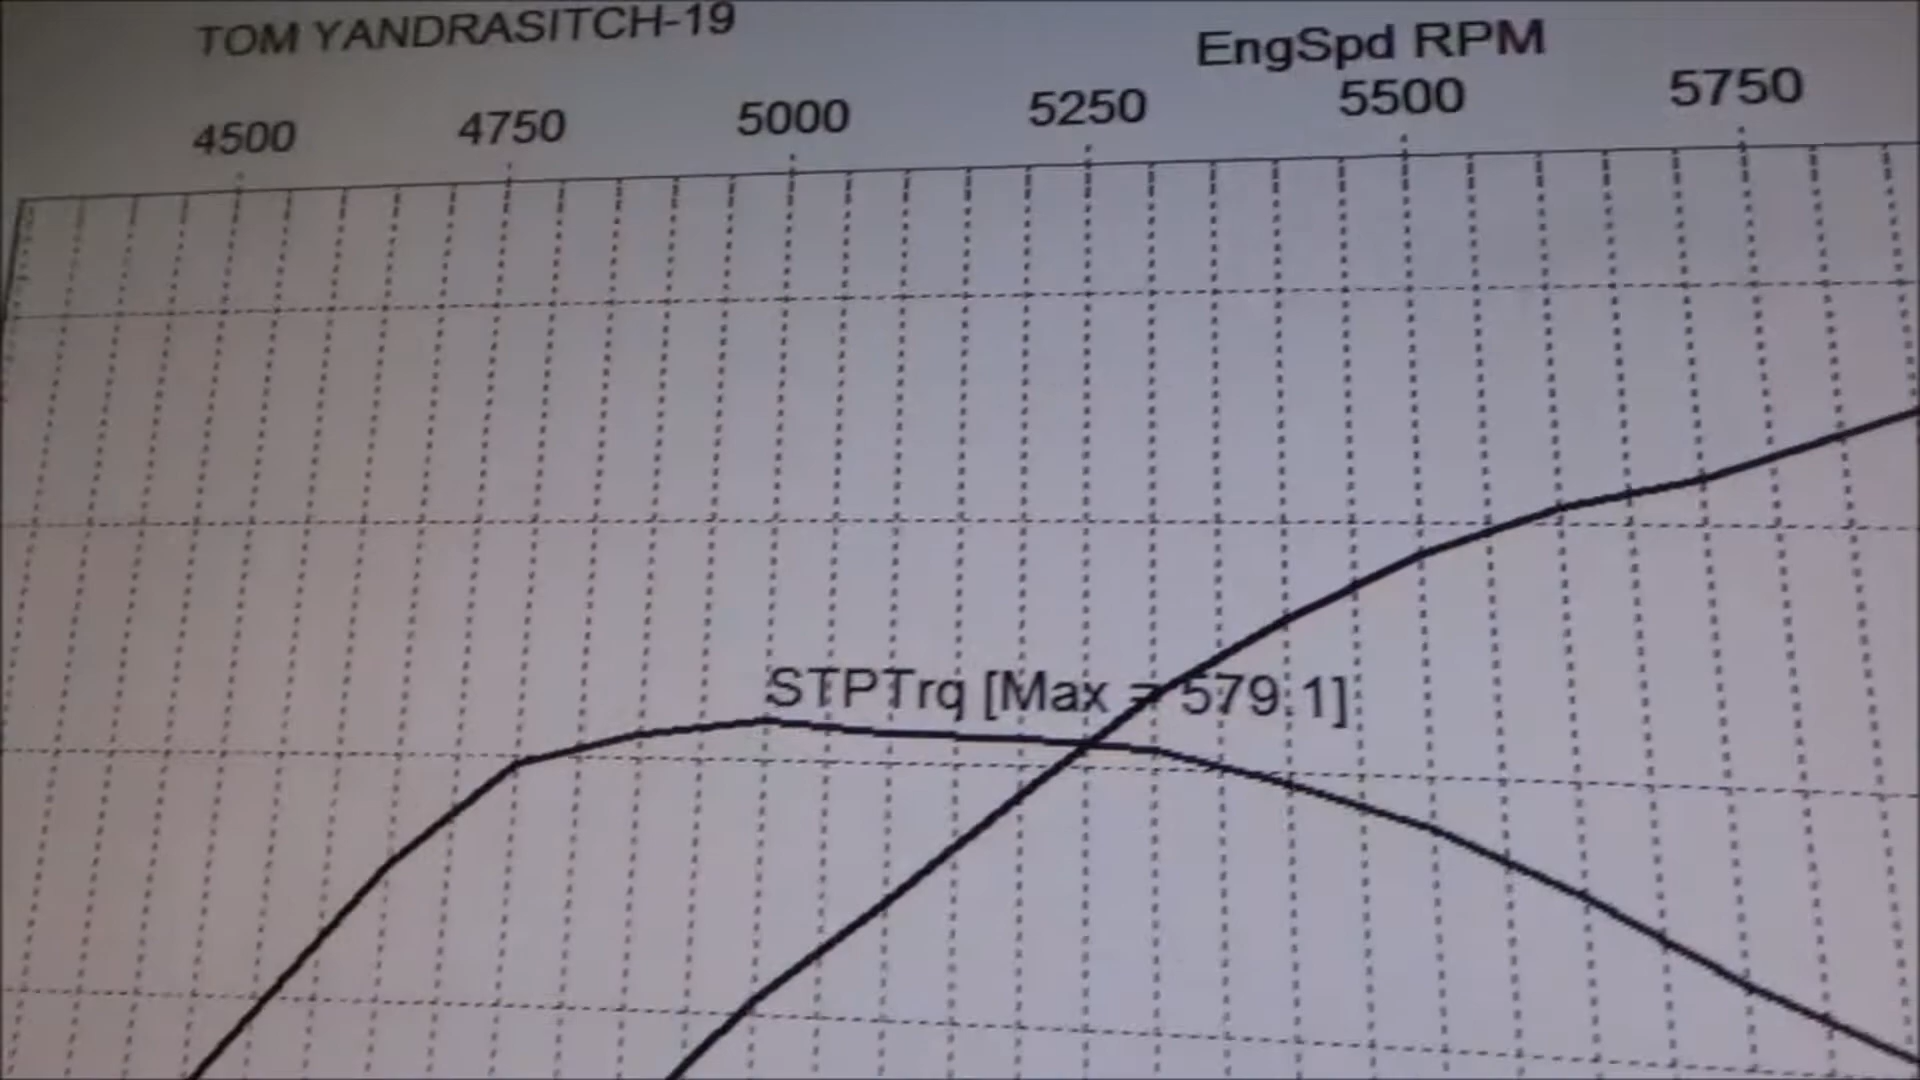 TOM YANDRASITCH-19
EngSpd RPM
4500 4750 5000 5250 5500 5750
STPTrq [Max = 579.1]